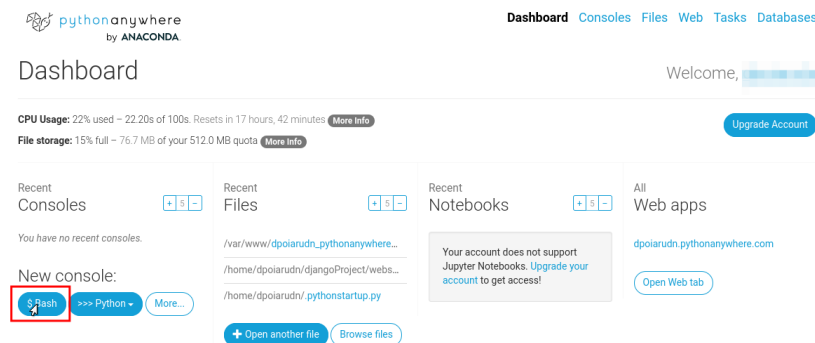 pythonanywhere
by ANACONDA.
Dashboard Consoles Files Web Tasks Databases
Dashboard
Welcome,
CPU Usage: 22% used – 22.20s of 100s. Resets in 17 hours, 42 minutes More Info
File storage: 15% full – 76.7 MB of your 512.0 MB quota More Info
Upgrade Account
Recent
Consoles
+ 5 –
You have no recent consoles.
New console:
$ Bash
>>> Python
More...
Recent
Files
+ 5 –
/var/www/dpoiarudn_pythonanywhere...
/home/dpoiarudn/djangoProject/webs...
/home/dpoiarudn/.pythonstartup.py
+ Open another file
Browse files
Recent
Notebooks
+ 5 –
Your account does not support
Jupyter Notebooks. Upgrade your
account to get access!
All
Web apps
dpoiarudn.pythonanywhere.com
Open Web tab